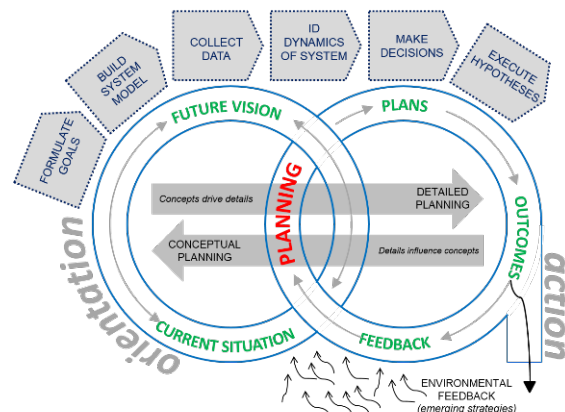 FORMULATE
GOALS
BUILD
SYSTEM
MODEL
COLLECT
DATA
ID
DYNAMICS
OF SYSTEM
MAKE
DECISIONS
EXECUTE
HYPOTHESES
FUTURE VISION
PLANS
PLANNING
Concepts drive details
DETAILED
PLANNING
CONCEPTUAL
PLANNING
Details influence concepts
OUTCOMES
orientation
action
CURRENT SITUATION
FEEDBACK
ENVIRONMENTAL
FEEDBACK
(emerging strategies)